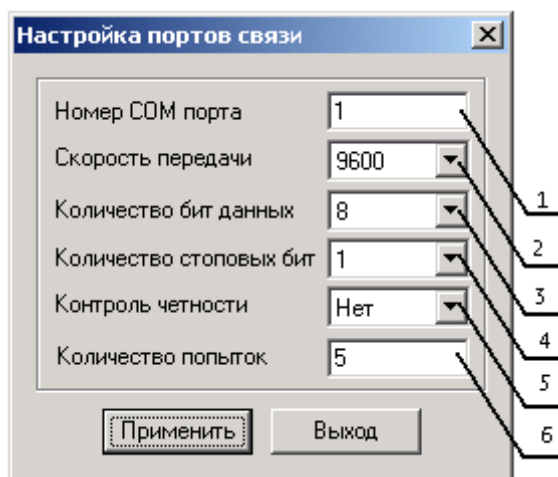 Настройка портов связи
Номер COM порта 1
Скорость передачи 9600
Количество бит данных 8
Количество стоповых бит 1
Контроль четности Нет
Количество попыток 5
Применить Выход
1
2
3
4
5
6